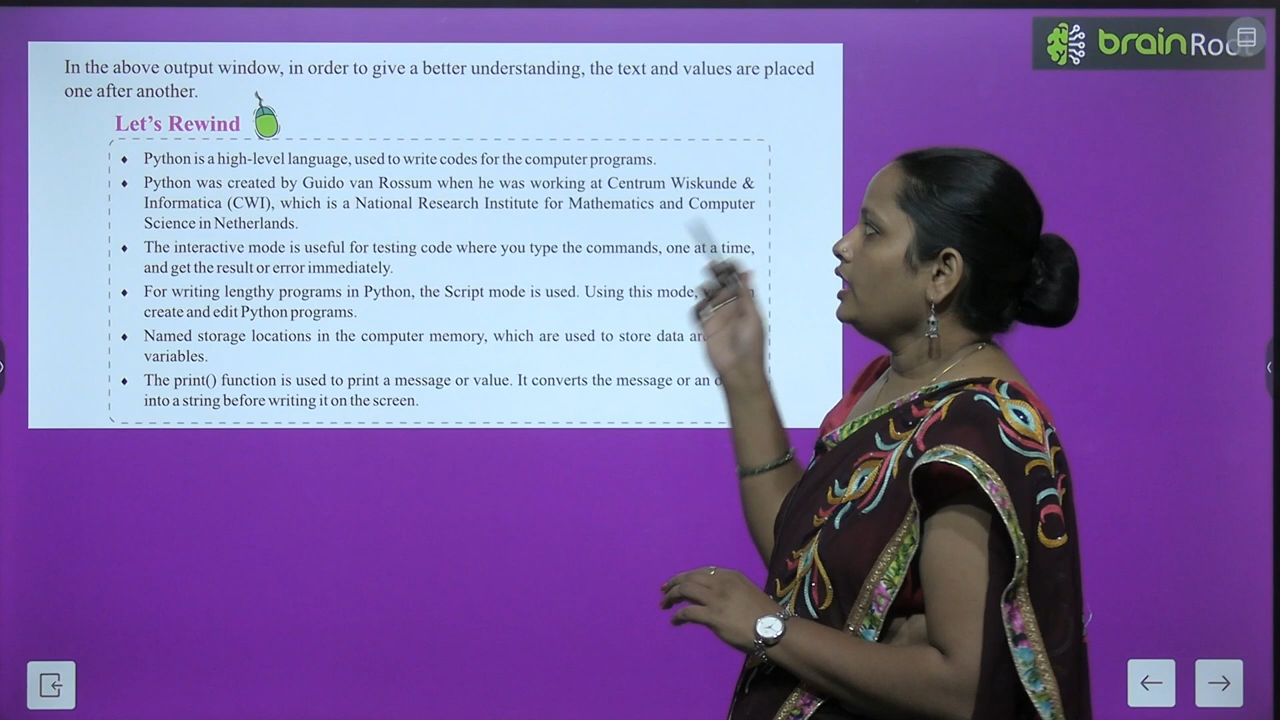 brainRoot
In the above output window, in order to give a better understanding, the text and values are placed
one after another.
Let's Rewind
♦ Python is a high-level language, used to write codes for the computer programs.
♦ Python was created by Guido van Rossum when he was working at Centrum Wiskunde &
Informatica (CWI), which is a National Research Institute for Mathematics and Computer
Science in Netherlands.
♦ The interactive mode is useful for testing code where you type the commands, one at a time,
and get the result or error immediately.
♦ For writing lengthy programs in Python, the Script mode is used. Using this mode,
create and edit Python programs.
♦ Named storage locations in the computer memory, which are used to store data
variables.
♦ The print() function is used to print a message or value. It converts the message or an
into a string before writing it on the screen.